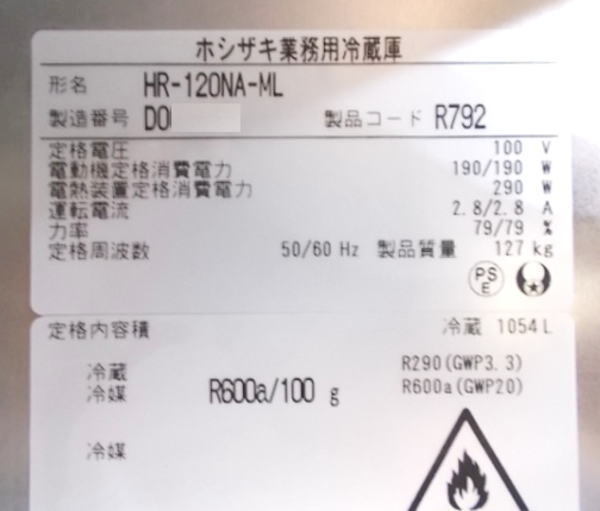 ホシザキ業務用冷蔵庫
形名 HR-120NA-ML
製造番号 D0 製品コード R792
定格電圧 100 V
電動機定格消費電力 190/190 W
電熱装置定格消費電力 290 W
運転電流 2.8/2.8 A
力率 79/79 %
定格周波数 50/60 Hz 製品質量 127 kg
PS
E
定格内容積 冷蔵 1054 L
冷蔵 R290(GWP3.3)
冷媒 R600a/100 g R600a(GWP20)
冷媒